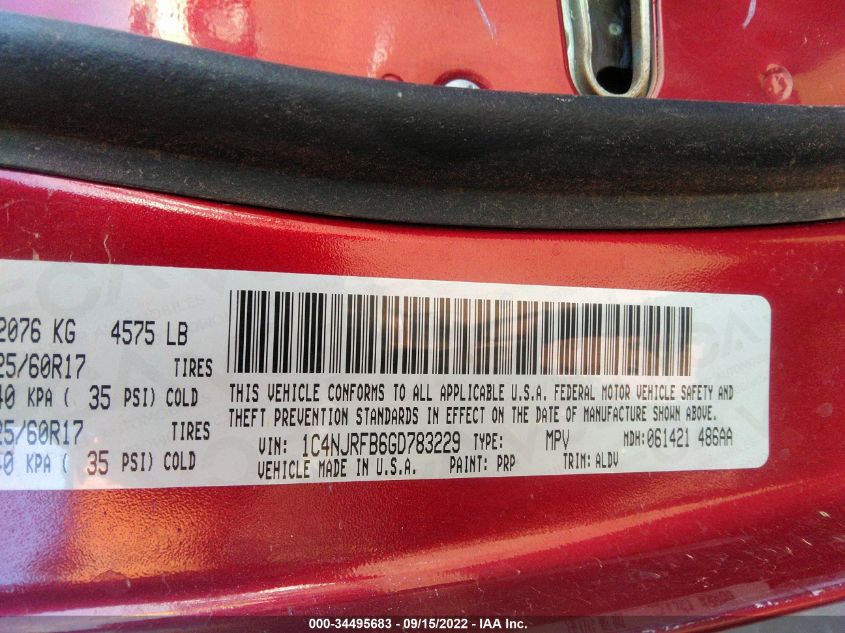 2076 KG 4575 LB
25/60R17 TIRES
40 KPA ( 35 PSI) COLD
25/60R17
40 KPA ( 35 PSI) COLD
THIS VEHICLE CONFORMS TO ALL APPLICABLE U.S.A. FEDERAL MOTOR VEHICLE SAFETY AND
THEFT PREVENTION STANDARDS IN EFFECT ON THE DATE OF MANUFACTURE SHOWN ABOVE.
VIN: 1C4NJRFB6GD783229 TYPE: MPV MDH: 061421 486AA
VEHICLE MADE IN U.S.A. PAINT: PRP TRIM: ALDV
000-34495683 - 09/15/2022 - IAA Inc.